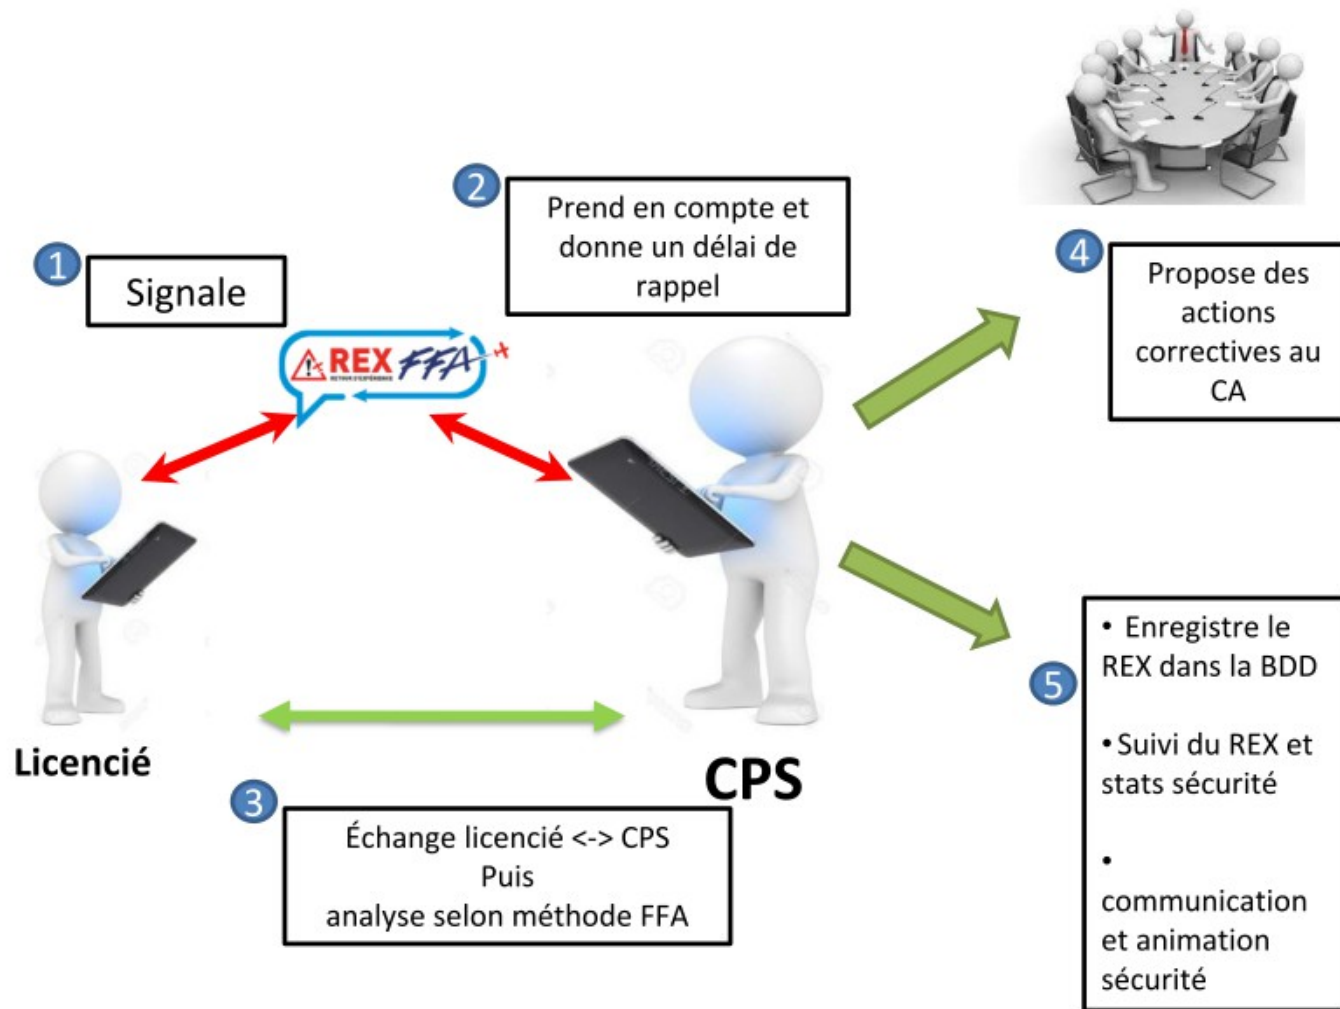 1
Signale
REX FFA
RETOUR D'EXPÉRIENCE
2
Prend en compte et
donne un délai de
rappel
4
Propose des
actions
correctives au
CA
Licencié
CPS
3
Échange licencié <-> CPS
Puis
analyse selon méthode FFA
5
• Enregistre le
REX dans la BDD
• Suivi du REX et
stats sécurité
•
communication
et animation
sécurité